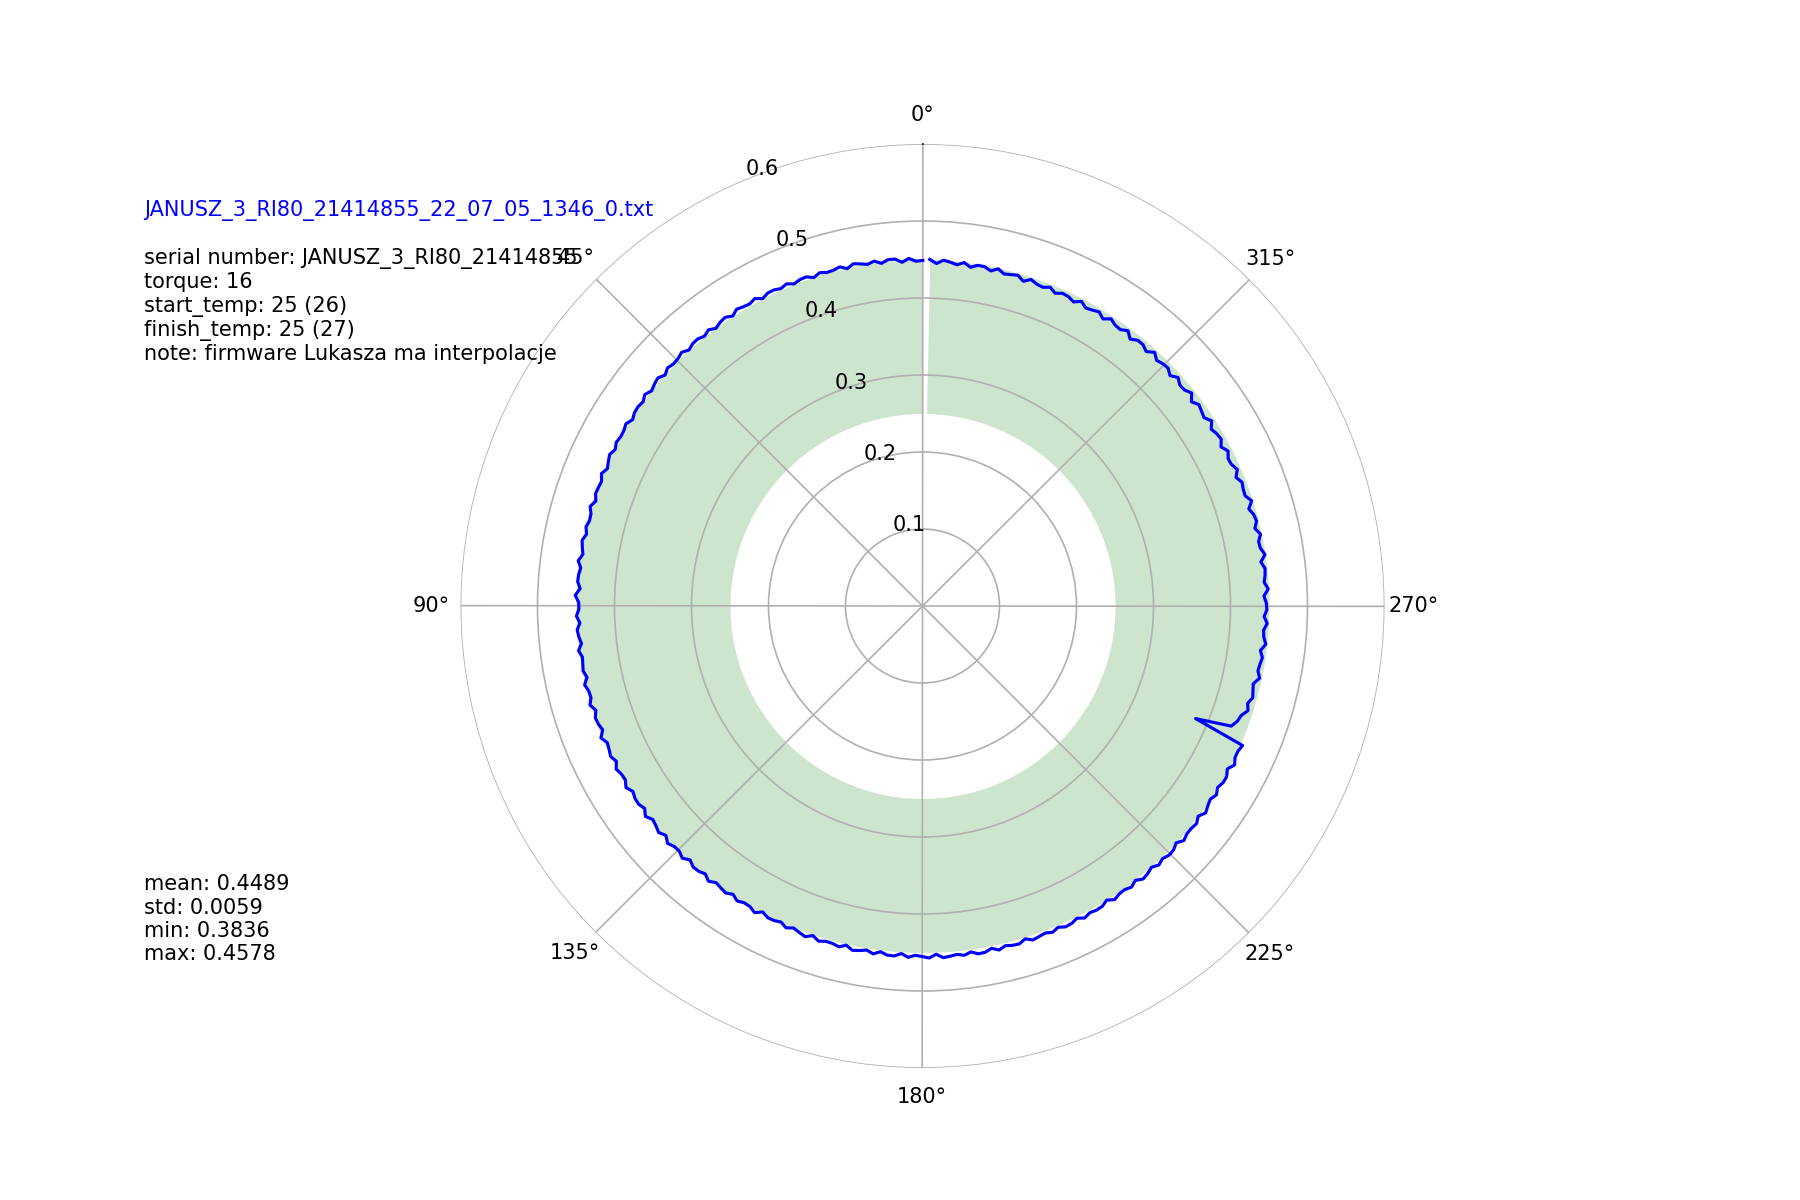 0°
0.6
JANUSZ_3_RI80_21414855_22_07_05_1346_0.txt
0.5
serial number: JANUSZ_3_RI80_21414855
45°
315°
torque: 16
start_temp: 25 (26)
0.4
finish_temp: 25 (27)
note: firmware Lukasza ma interpolacje
0.3
0.2
0.1
90°
270°
mean: 0.4489
std: 0.0059
min: 0.3836
max: 0.4578
135°
225°
180°